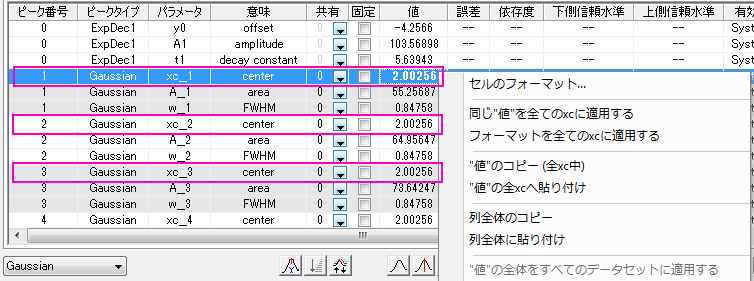 ピーク番号 ピークタイプ パラメータ 意味 共有 固定 値 誤差 依存度 下側信頼水準 上側信頼水準 有効
0 ExpDec1 y0 offset 0 -4.2566 -- -- -- -- Syst
0 ExpDec1 A1 amplitude 0 103.56898 -- -- -- -- Syst
0 ExpDec1 t1 decay constant 0 5.63943 -- -- -- -- Syst
1 Gaussian xc_1 center 0 2.00256
1 Gaussian A_1 area 0 55.25687
1 Gaussian w_1 FWHM 0 0.84758
2 Gaussian xc_2 center 0 2.00256
2 Gaussian A_2 area 0 64.95647
2 Gaussian w_2 FWHM 0 0.84758
3 Gaussian xc_3 center 0 2.00256
3 Gaussian A_3 area 0 73.64247
3 Gaussian w_3 FWHM 0 0.84758
4 Gaussian xc_4 center 0 2.00256
Gaussian
セルのフォーマット...
同じ"値"を全てのxcに適用する
フォーマットを全てのxcに適用する
"値"のコピー (全xc中)
"値"の全xcへ貼り付け
列全体のコピー
列全体に貼り付け
"値"の全体をすべてのデータセットに適用する